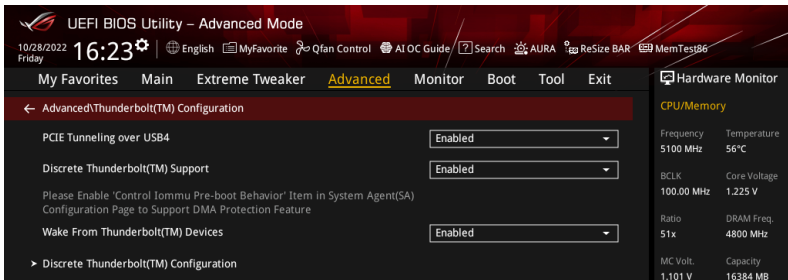 UEFI BIOS Utility – Advanced Mode
10/28/2022 Friday 16:23 English MyFavorite Qfan Control AI OC Guide ? Search AURA ReSize BAR MemTest86
My Favorites Main Extreme Tweaker Advanced Monitor Boot Tool Exit
← Advanced\Thunderbolt(TM) Configuration
PCIE Tunneling over USB4 Enabled
Discrete Thunderbolt(TM) Support Enabled
Please Enable 'Control Iommu Pre-boot Behavior' Item in System Agent(SA)
Configuration Page to Support DMA Protection Feature
Wake From Thunderbolt(TM) Devices Enabled
> Discrete Thunderbolt(TM) Configuration
Hardware Monitor
CPU/Memory
Frequency Temperature
5100 MHz 56°C
BCLK Core Voltage
100.00 MHz 1.225 V
Ratio DRAM Freq.
51x 4800 MHz
MC Volt. Capacity
1.101 V 16384 MB